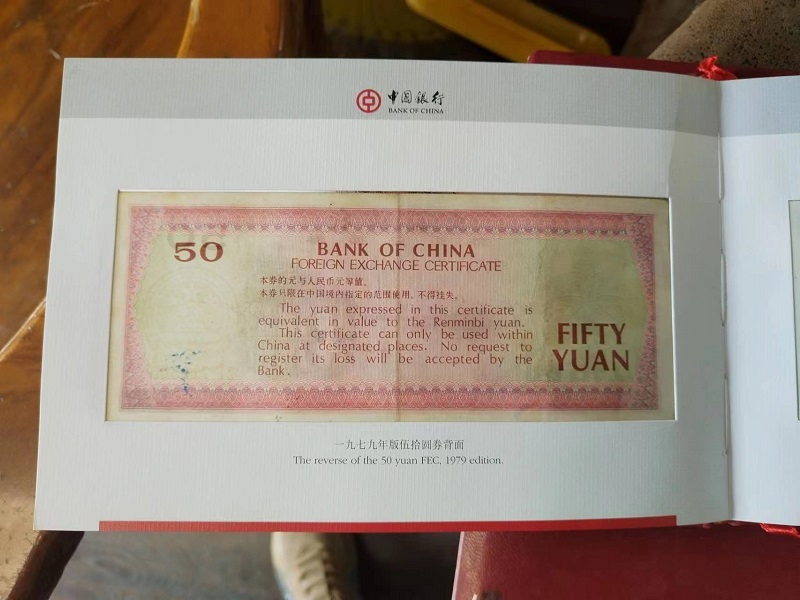 中国银行
BANK OF CHINA
50
BANK OF CHINA
FOREIGN EXCHANGE CERTIFICATE
本券的元与人民币元等值。
本券只限在中国境内指定的范围使用，不得挂失。
The yuan expressed in this certificate is
equivalent in value to the Renminbi yuan.
This certificate can only be used within
China at designated places. No request to
register its loss will be accepted by the
Bank.
FIFTY
YUAN
一九七九年版伍拾圆券背面
The reverse of the 50 yuan FEC, 1979 edition.